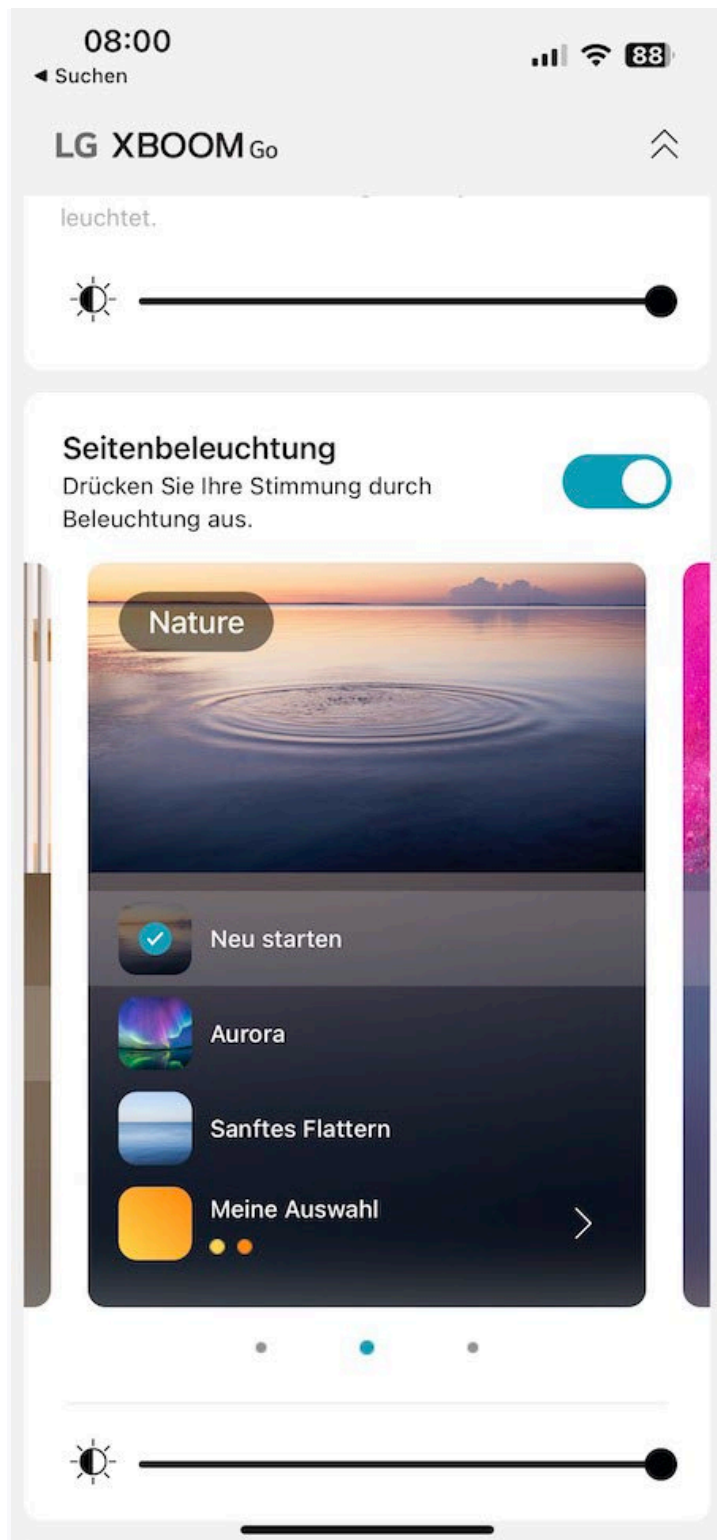 08:00
◀ Suchen
88
LG XBOOM Go
leuchtet.
Seitenbeleuchtung
Drücken Sie Ihre Stimmung durch
Beleuchtung aus.
Nature
Neu starten
Aurora
Sanftes Flattern
Meine Auswahl